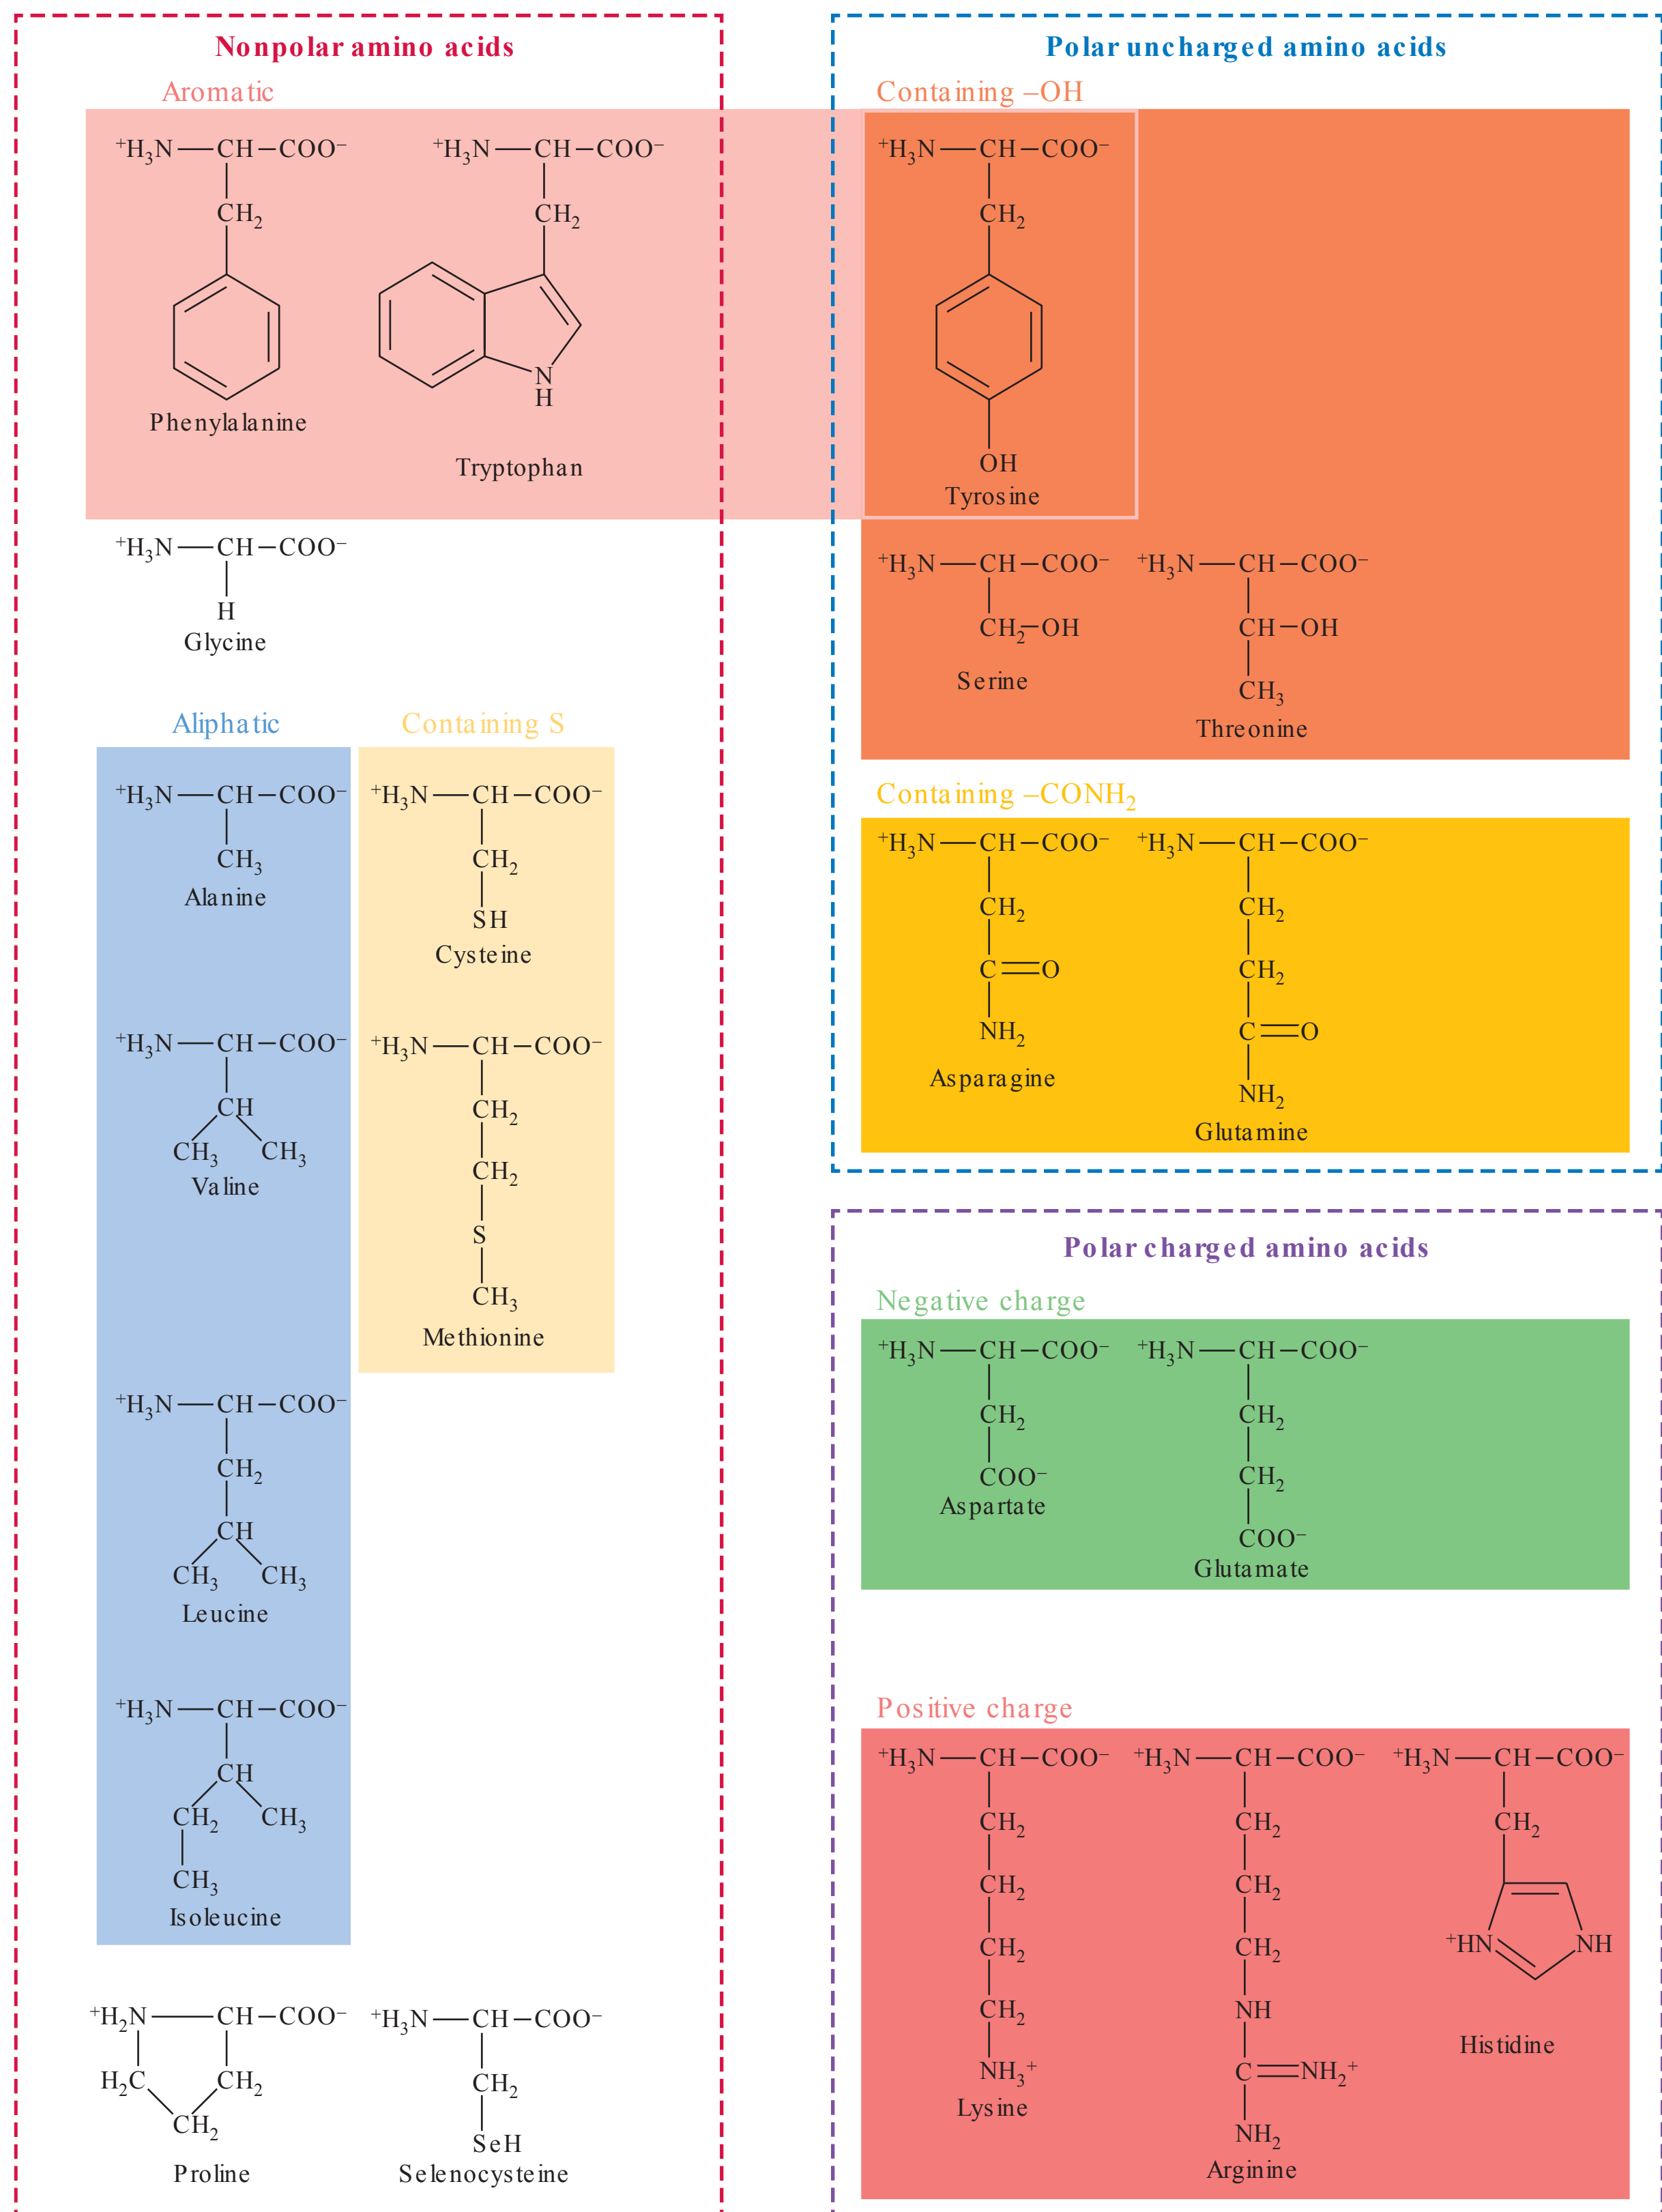 Nonpolar amino acids
Aromatic
⁺H₃N—CH—COO⁻
CH₂
Phenylalanine
⁺H₃N—CH—COO⁻
CH₂
N
H
Tryptophan
⁺H₃N—CH—COO⁻
H
Glycine
Aliphatic
⁺H₃N—CH—COO⁻
CH₃
Alanine
⁺H₃N—CH—COO⁻
CH
CH₃ CH₃
Valine
⁺H₃N—CH—COO⁻
CH₂
CH
CH₃ CH₃
Leucine
⁺H₃N—CH—COO⁻
CH
CH₂ CH₃
CH₃
Isoleucine
Containing S
⁺H₃N—CH—COO⁻
CH₂
SH
Cysteine
⁺H₃N—CH—COO⁻
CH₂
CH₂
S
CH₃
Methionine
⁺H₂N—CH—COO⁻
H₂C CH₂
CH₂
Proline
⁺H₃N—CH—COO⁻
CH₂
SeH
Selenocysteine
Polar uncharged amino acids
Containing –OH
⁺H₃N—CH—COO⁻
CH₂
OH
Tyrosine
⁺H₃N—CH—COO⁻
CH₂—OH
Serine
⁺H₃N—CH—COO⁻
CH—OH
CH₃
Threonine
Containing –CONH₂
⁺H₃N—CH—COO⁻
CH₂
C=O
NH₂
Asparagine
⁺H₃N—CH—COO⁻
CH₂
CH₂
C=O
NH₂
Glutamine
Polar charged amino acids
Negative charge
⁺H₃N—CH—COO⁻
CH₂
COO⁻
Aspartate
⁺H₃N—CH—COO⁻
CH₂
CH₂
COO⁻
Glutamate
Positive charge
⁺H₃N—CH—COO⁻
CH₂
CH₂
CH₂
CH₂
NH₃⁺
Lysine
⁺H₃N—CH—COO⁻
CH₂
CH₂
CH₂
NH
C=NH₂⁺
NH₂
Arginine
⁺H₃N—CH—COO⁻
CH₂
⁺HN NH
Histidine